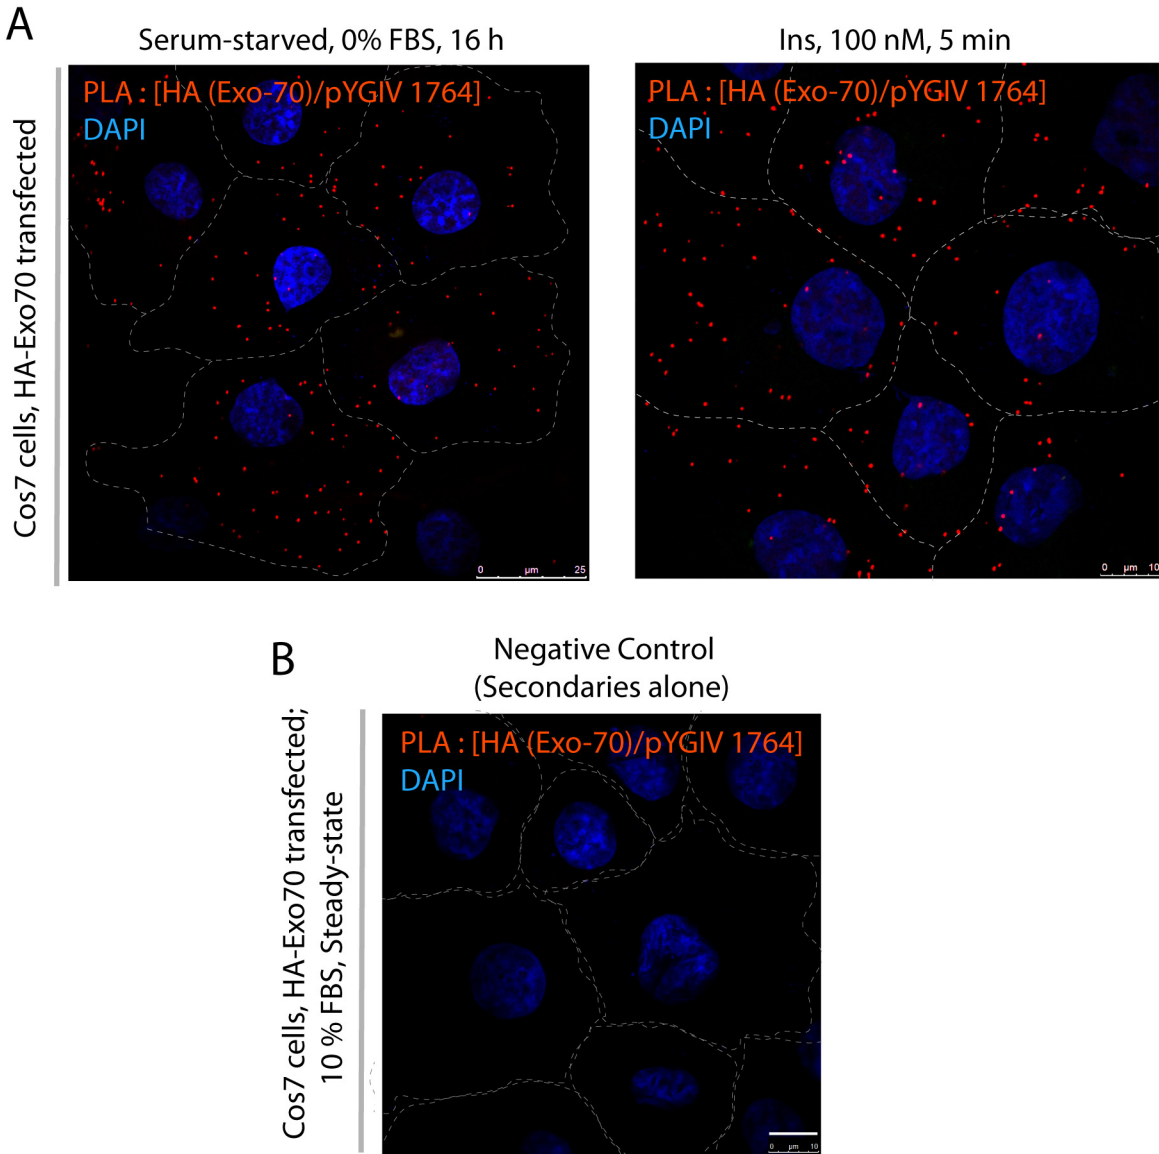 A
Serum-starved, 0% FBS, 16 h
Ins, 100 nM, 5 min
Cos7 cells, HA-Exo70 transfected
PLA : [HA (Exo-70)/pYGIV 1764]
DAPI
0 µm 25
PLA : [HA (Exo-70)/pYGIV 1764]
DAPI
0 µm 10
B
Negative Control
(Secondaries alone)
Cos7 cells, HA-Exo70 transfected;
10 % FBS, Steady-state
PLA : [HA (Exo-70)/pYGIV 1764]
DAPI
0 µm 10